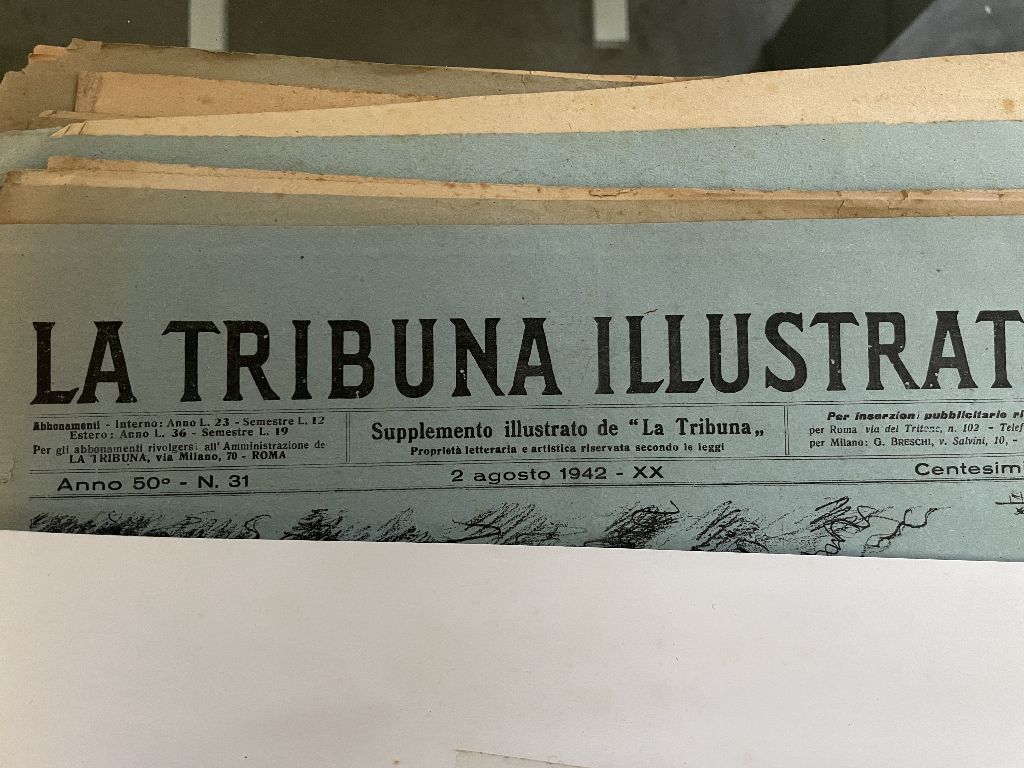 LA TRIBUNA ILLUSTRAT
Abbonamenti - Interno: Anno L. 23 - Semestre L. 12
Estero: Anno L. 36 - Semestre L. 19
Per gli abbonamenti rivolgersi all' Amministrazione de
LA TRIBUNA, via Milano, 70 - ROMA
Supplemento illustrato de "La Tribuna„
Proprietà letteraria e artistica riservata secondo le leggi
Per inserzioni pubblicitarie ri
per Roma via del Tritone, n. 102 - Telef
per Milano: G. BRESCHI, v. Salvini, 10, -
Anno 50º - N. 31
2 agosto 1942 - XX
Centesim